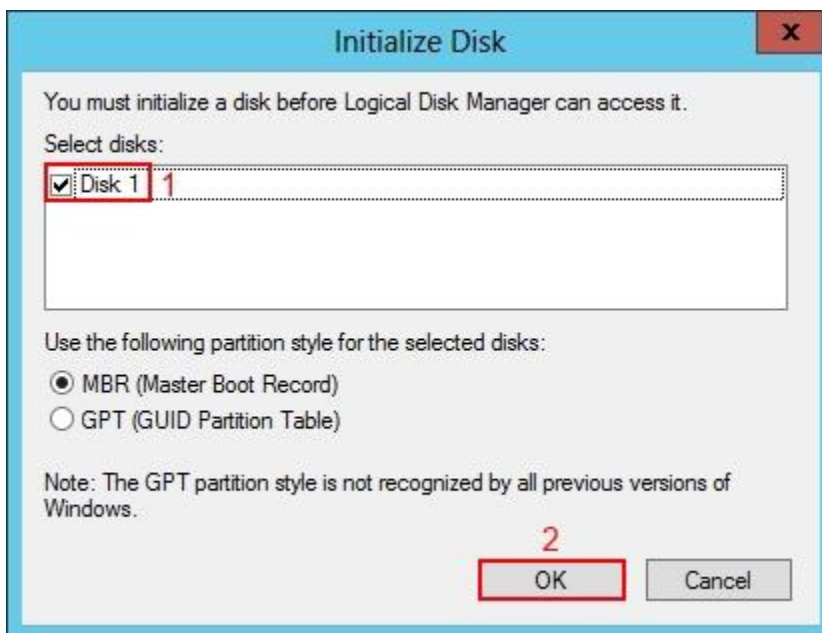 Initialize Disk
x
You must initialize a disk before Logical Disk Manager can access it.
Select disks:
Disk 1 1
Use the following partition style for the selected disks:
MBR (Master Boot Record)
GPT (GUID Partition Table)
Note: The GPT partition style is not recognized by all previous versions of
Windows.
2
OK Cancel